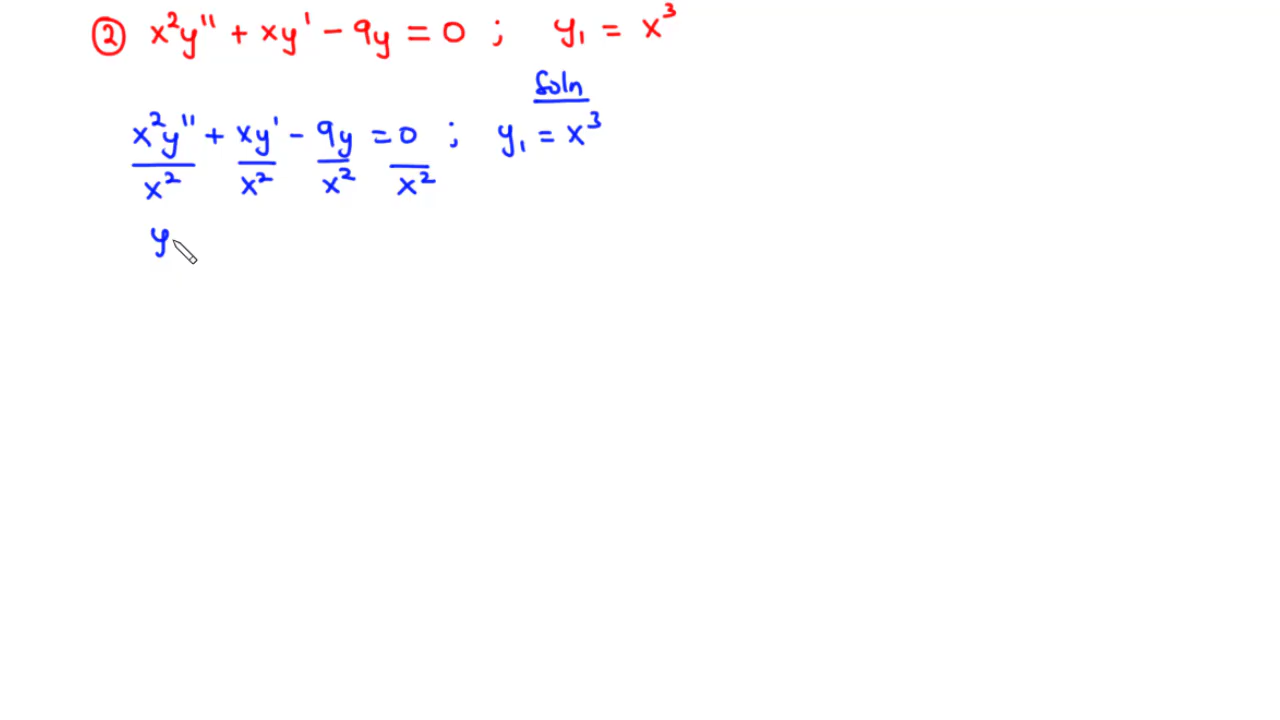 ② x²y'' + xy' - 9y = 0 ; y₁ = x³
Soln
x²y''/x² + xy'/x² - 9y/x² = 0/x² ; y₁ = x³
y